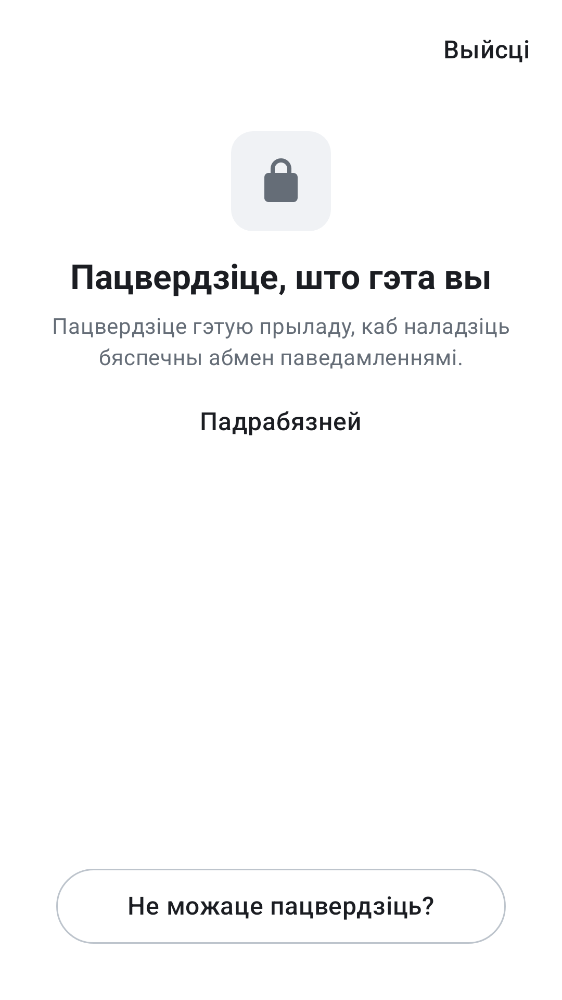 Выйсці
Пацвердзіце, што гэта вы
Пацвердзіце гэтую прыладу, каб наладзіць
бяспечны абмен паведамленнямі.
Падрабязней
Не можаце пацвердзіць?